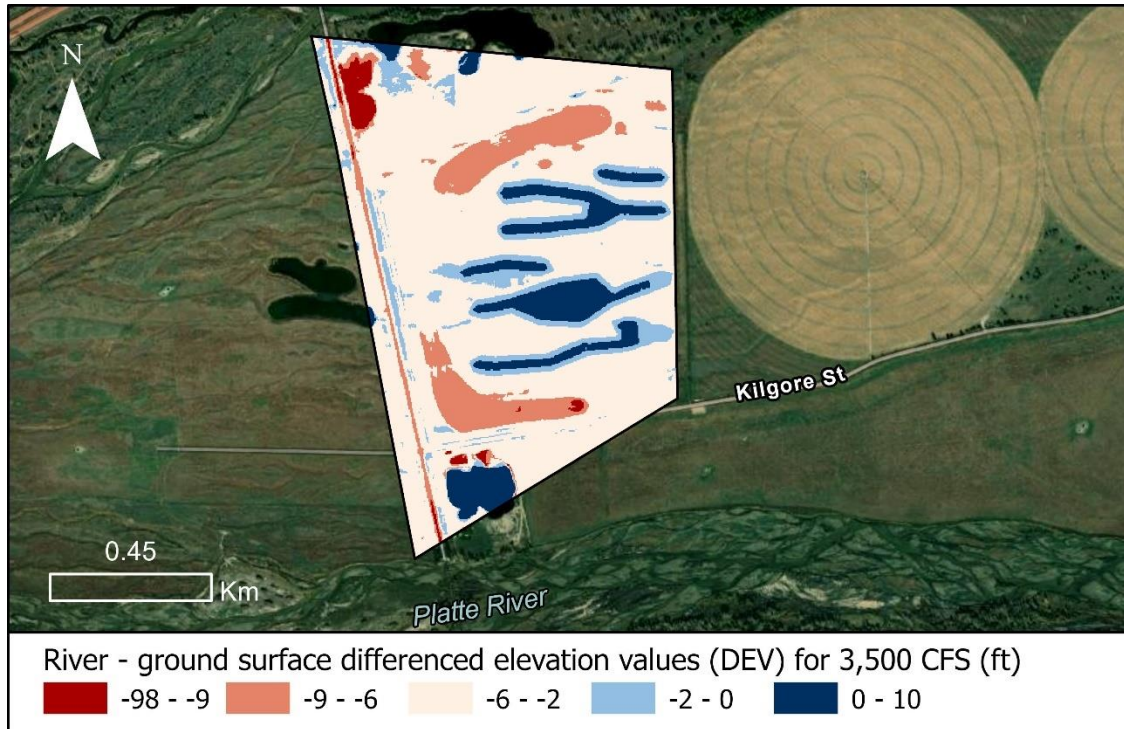 N
Kilgore St
0.45
Km
Platte River
River - ground surface differenced elevation values (DEV) for 3,500 CFS (ft)
-98 - -9 -9 - -6 -6 - -2 -2 - 0 0 - 10